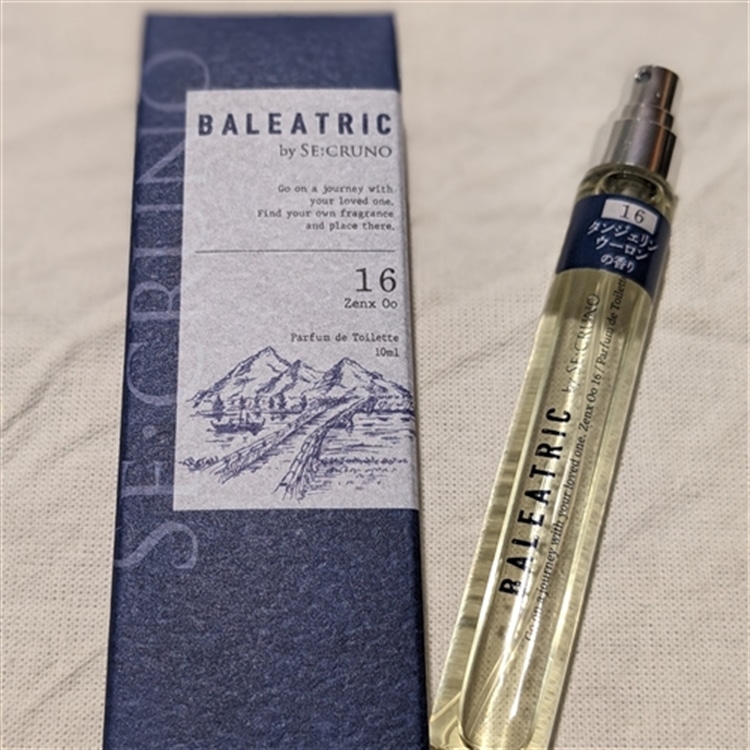 SE:CRUNO
BALEATRIC
by SE:CRUNO
Go on a journey with
your loved one.
Find your own fragrance
and place there.
16
Zenx Oo
Parfum de Toilette
10ml
16
タンジェリン
ウーロン
の香り
BALEATRIC by SE:CRUNO
Go on a journey with your loved one. Zenx Oo 16 / Parfum de Toilette